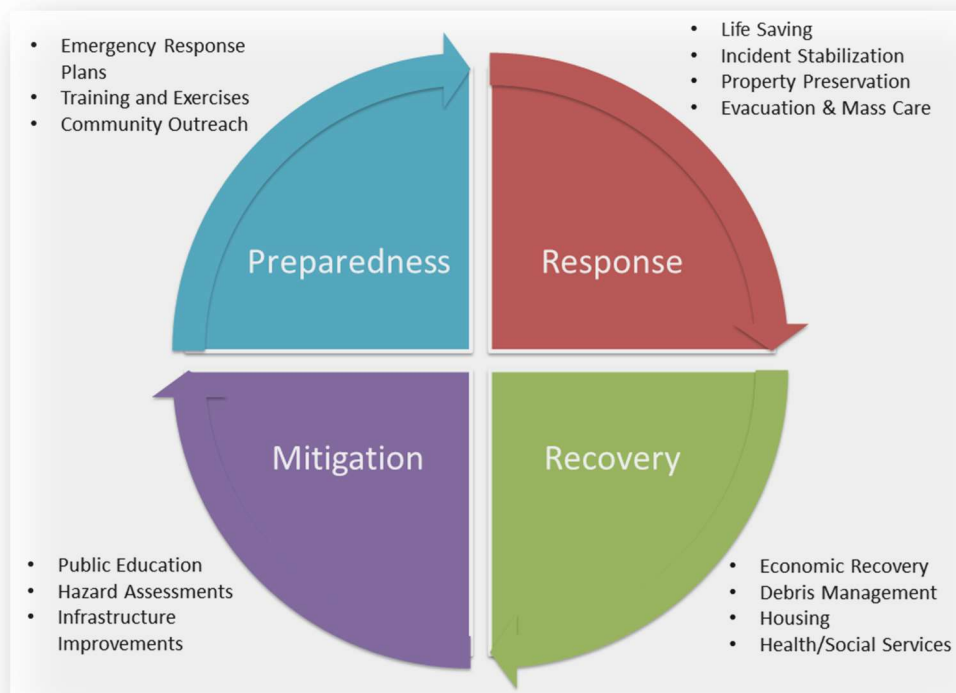 • Emergency Response
Plans
• Training and Exercises
• Community Outreach
• Life Saving
• Incident Stabilization
• Property Preservation
• Evacuation & Mass Care
Preparedness
Response
Mitigation
Recovery
• Public Education
• Hazard Assessments
• Infrastructure
Improvements
• Economic Recovery
• Debris Management
• Housing
• Health/Social Services